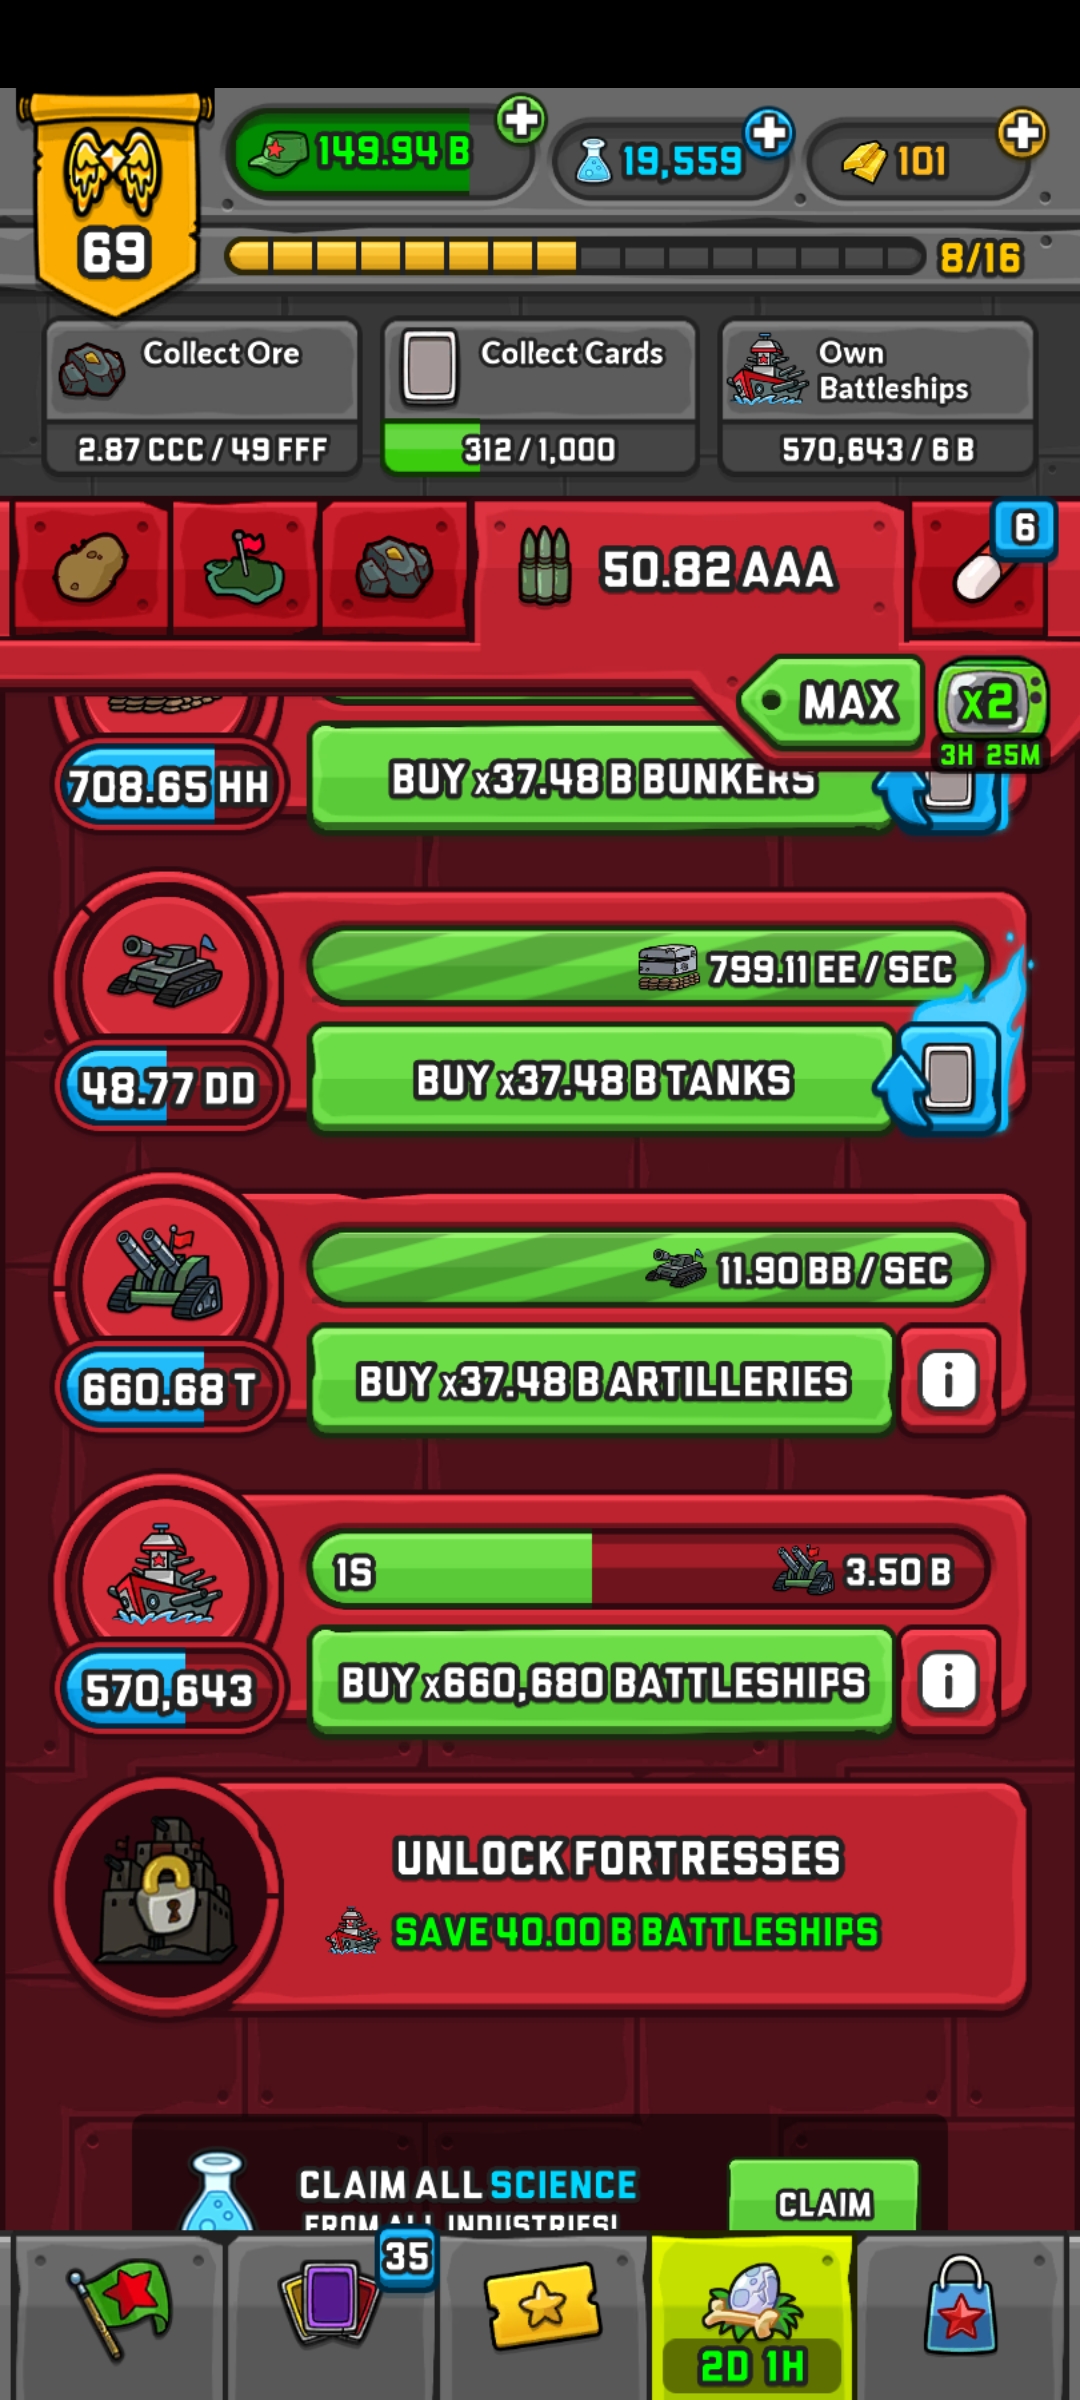 149.94 B
19,559
101
69
8/16
Collect Ore
2.87 CCC / 49 FFF
Collect Cards
312 / 1,000
Own
Battleships
570,643 / 6 B
50.82 AAA
6
MAX
x2
3H 25M
708.65 HH
BUY x37.48 B BUNKERS
799.11 EE / SEC
48.77 DD
BUY x37.48 B TANKS
11.90 BB / SEC
660.68 T
BUY x37.48 B ARTILLERIES
i
1S
3.50 B
570,643
BUY x660,680 BATTLESHIPS
i
UNLOCK FORTRESSES
SAVE 40.00 B BATTLESHIPS
CLAIM ALL SCIENCE
FROM ALL INDUSTRIES!
CLAIM
35
2D 1H